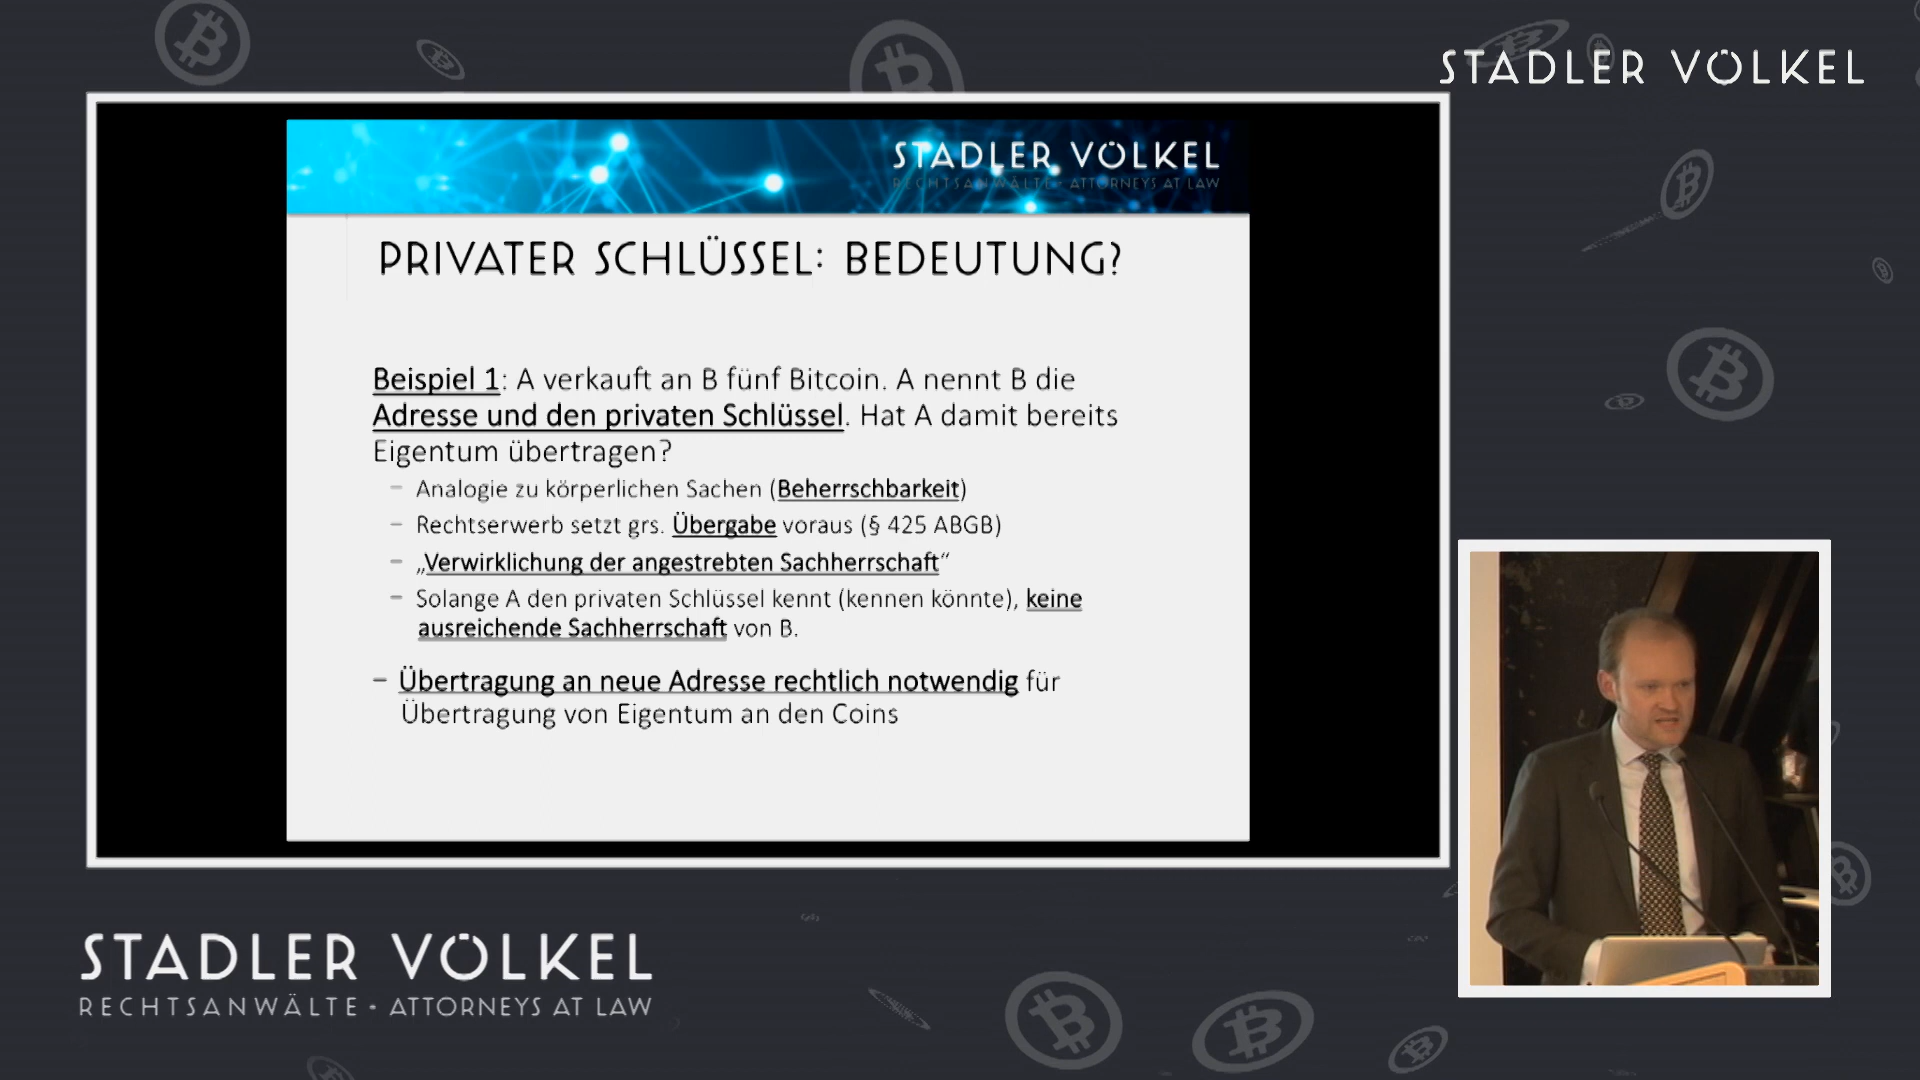 STADLER VÖLKEL
STADLER VÖLKEL
RECHTSANWÄLTE • ATTORNEYS AT LAW
PRIVATER SCHLÜSSEL: BEDEUTUNG?
Beispiel 1: A verkauft an B fünf Bitcoin. A nennt B die
Adresse und den privaten Schlüssel. Hat A damit bereits
Eigentum übertragen?
– Analogie zu körperlichen Sachen (Beherrschbarkeit)
– Rechtserwerb setzt grs. Übergabe voraus (§ 425 ABGB)
– „Verwirklichung der angestrebten Sachherrschaft“
– Solange A den privaten Schlüssel kennt (kennen könnte), keine
ausreichende Sachherrschaft von B.
– Übertragung an neue Adresse rechtlich notwendig für
Übertragung von Eigentum an den Coins
STADLER VÖLKEL
RECHTSANWÄLTE • ATTORNEYS AT LAW